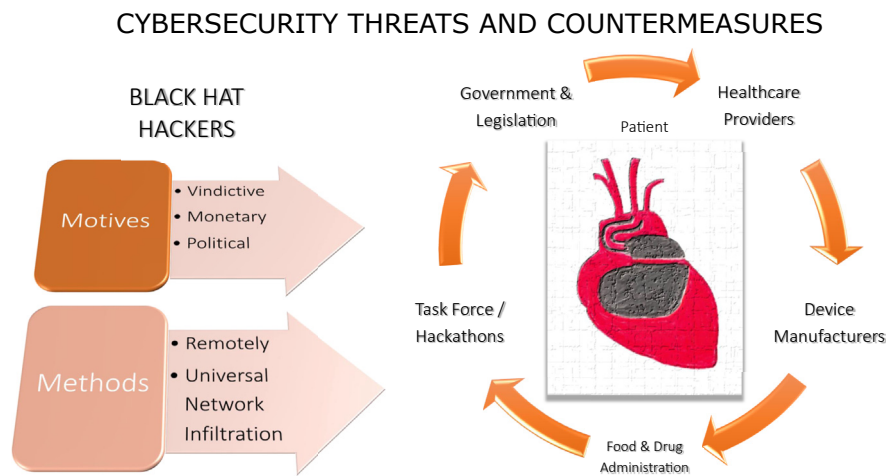 CYBERSECURITY THREATS AND COUNTERMEASURES
BLACK HAT
HACKERS
Motives
• Vindictive
• Monetary
• Political
Methods
• Remotely
• Universal
Network
Infiltration
Government &
Legislation
Healthcare
Providers
Patient
Device
Manufacturers
Food & Drug
Administration
Task Force /
Hackathons